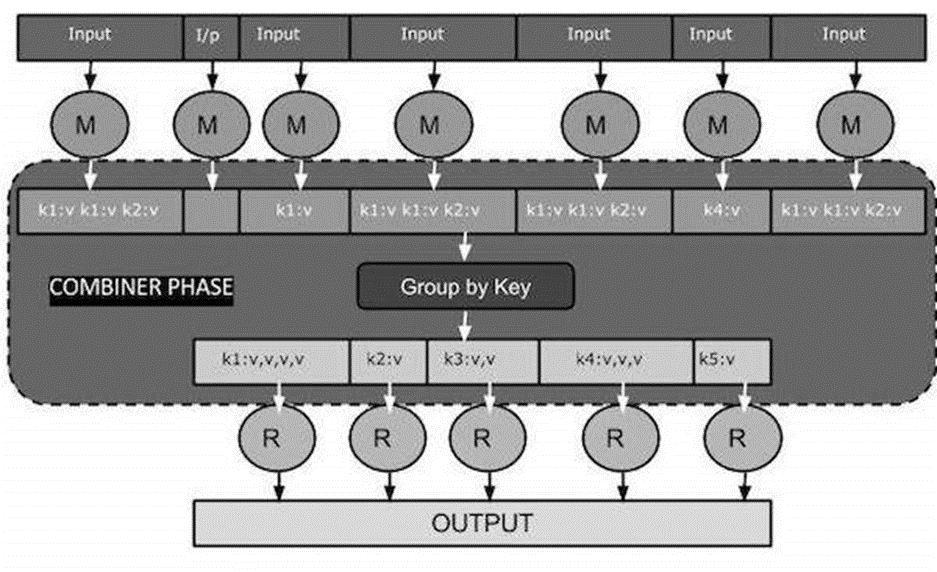 Input I/p Input Input Input Input Input
M M M M M M M
k1:v k1:v k2:v k1:v k1:v k1:v k2:v k1:v k1:v k2:v k4:v k1:v k1:v k2:v
COMBINER PHASE Group by Key
k1:v,v,v,v k2:v k3:v,v k4:v,v,v k5:v
R R R R R
OUTPUT